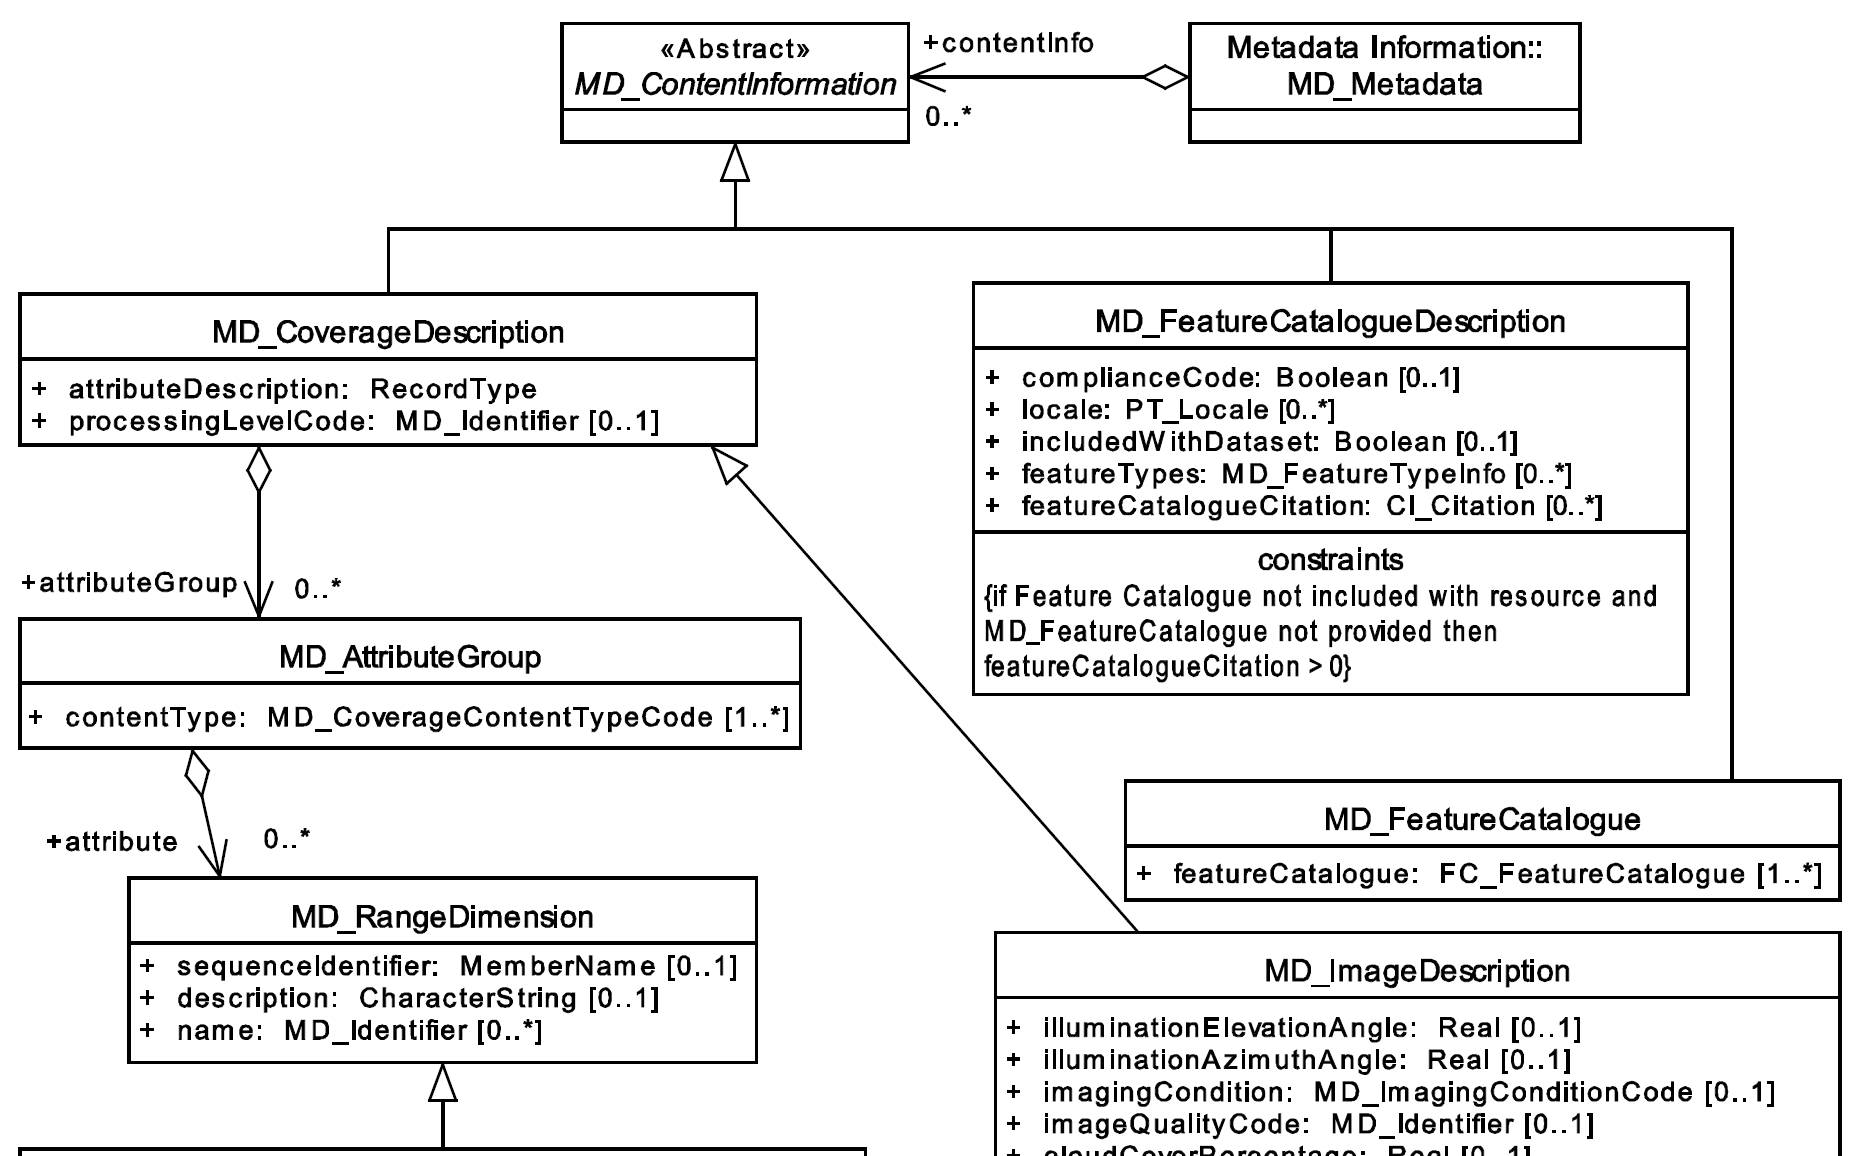 «Abstract»
MD_ContentInformation
+contentInfo
0..*
Metadata Information::
MD_Metadata
MD_CoverageDescription
+ attributeDescription: RecordType
+ processingLevelCode: MD_Identifier [0..1]
MD_FeatureCatalogueDescription
+ complianceCode: Boolean [0..1]
+ locale: PT_Locale [0..*]
+ includedWithDataset: Boolean [0..1]
+ featureTypes: MD_FeatureTypeInfo [0..*]
+ featureCatalogueCitation: CI_Citation [0..*]
constraints
{if Feature Catalogue not included with resource and
MD_FeatureCatalogue not provided then
featureCatalogueCitation > 0}
+attributeGroup
0..*
MD_AttributeGroup
+ contentType: MD_CoverageContentTypeCode [1..*]
+attribute
0..*
MD_FeatureCatalogue
+ featureCatalogue: FC_FeatureCatalogue [1..*]
MD_RangeDimension
+ sequenceIdentifier: MemberName [0..1]
+ description: CharacterString [0..1]
+ name: MD_Identifier [0..*]
MD_ImageDescription
+ illuminationElevationAngle: Real [0..1]
+ illuminationAzimuthAngle: Real [0..1]
+ imagingCondition: MD_ImagingConditionCode [0..1]
+ imageQualityCode: MD_Identifier [0..1]
+ cloudCoverPercentage: Real [0..1]